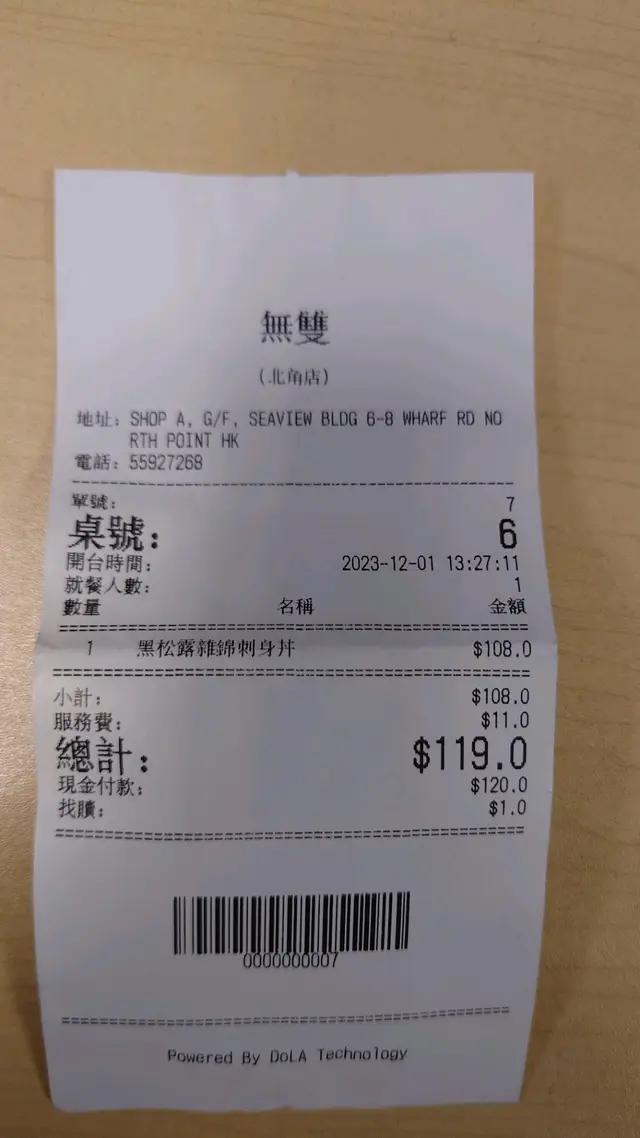 無雙
(北角店)
地址: SHOP A, G/F, SEAVIEW BLDG 6-8 WHARF RD NO
RTH POINT HK
電話: 55927268
單號: 7
桌號: 6
開台時間: 2023-12-01 13:27:11
就餐人數: 1
數量 名稱 金額
1 黑松露雜錦刺身丼 $108.0
小計: $108.0
服務費: $11.0
總計: $119.0
現金付款: $120.0
找贖: $1.0
0000000007
Powered By DoLA Technology